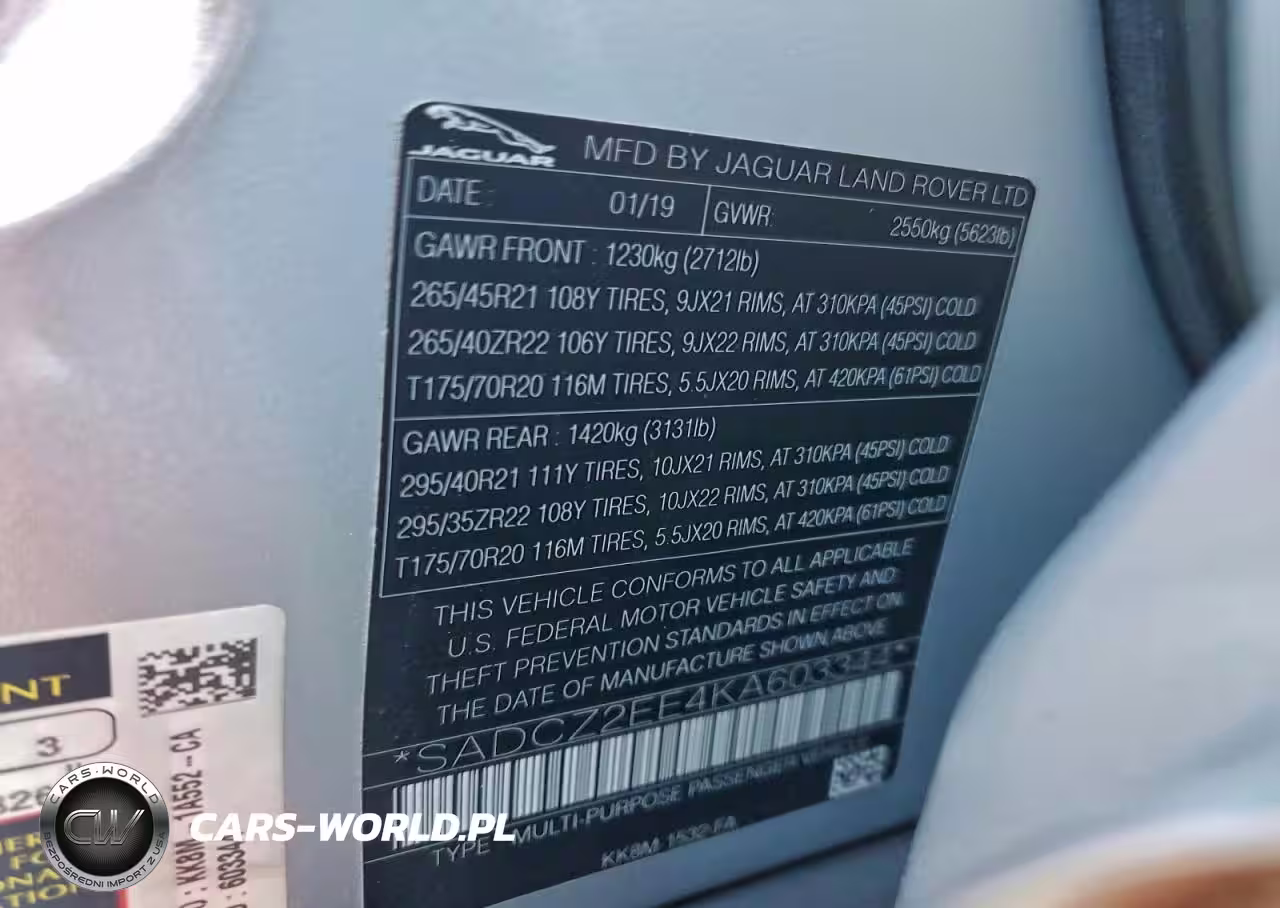 JAGUAR
MFD BY JAGUAR LAND ROVER LTD
DATE : 01/19 GVWR: 2550kg (5623lb)
GAWR FRONT : 1230kg (2712lb)
265/45R21 108Y TIRES, 9JX21 RIMS, AT 310KPA (45PSI) COLD
265/40ZR22 106Y TIRES, 9JX22 RIMS, AT 310KPA (45PSI) COLD
T175/70R20 116M TIRES, 5.5JX20 RIMS, AT 420KPA (61PSI) COLD
GAWR REAR : 1420kg (3131lb)
295/40R21 111Y TIRES, 10JX21 RIMS, AT 310KPA (45PSI) COLD
295/35ZR22 108Y TIRES, 10JX22 RIMS, AT 310KPA (45PSI) COLD
T175/70R20 116M TIRES, 5.5JX20 RIMS, AT 420KPA (61PSI) COLD
THIS VEHICLE CONFORMS TO ALL APPLICABLE
U.S. FEDERAL MOTOR VEHICLE SAFETY AND
THEFT PREVENTION STANDARDS IN EFFECT ON
THE DATE OF MANUFACTURE SHOWN ABOVE
TYPE : MULTI-PURPOSE PASSENGER VEHICLE
KK8M-1532-FA
3
1A552-CA
: KK8M
CARS-WORLD
CW
BEZPOŚREDNI IMPORT Z USA
CARS-WORLD.PL